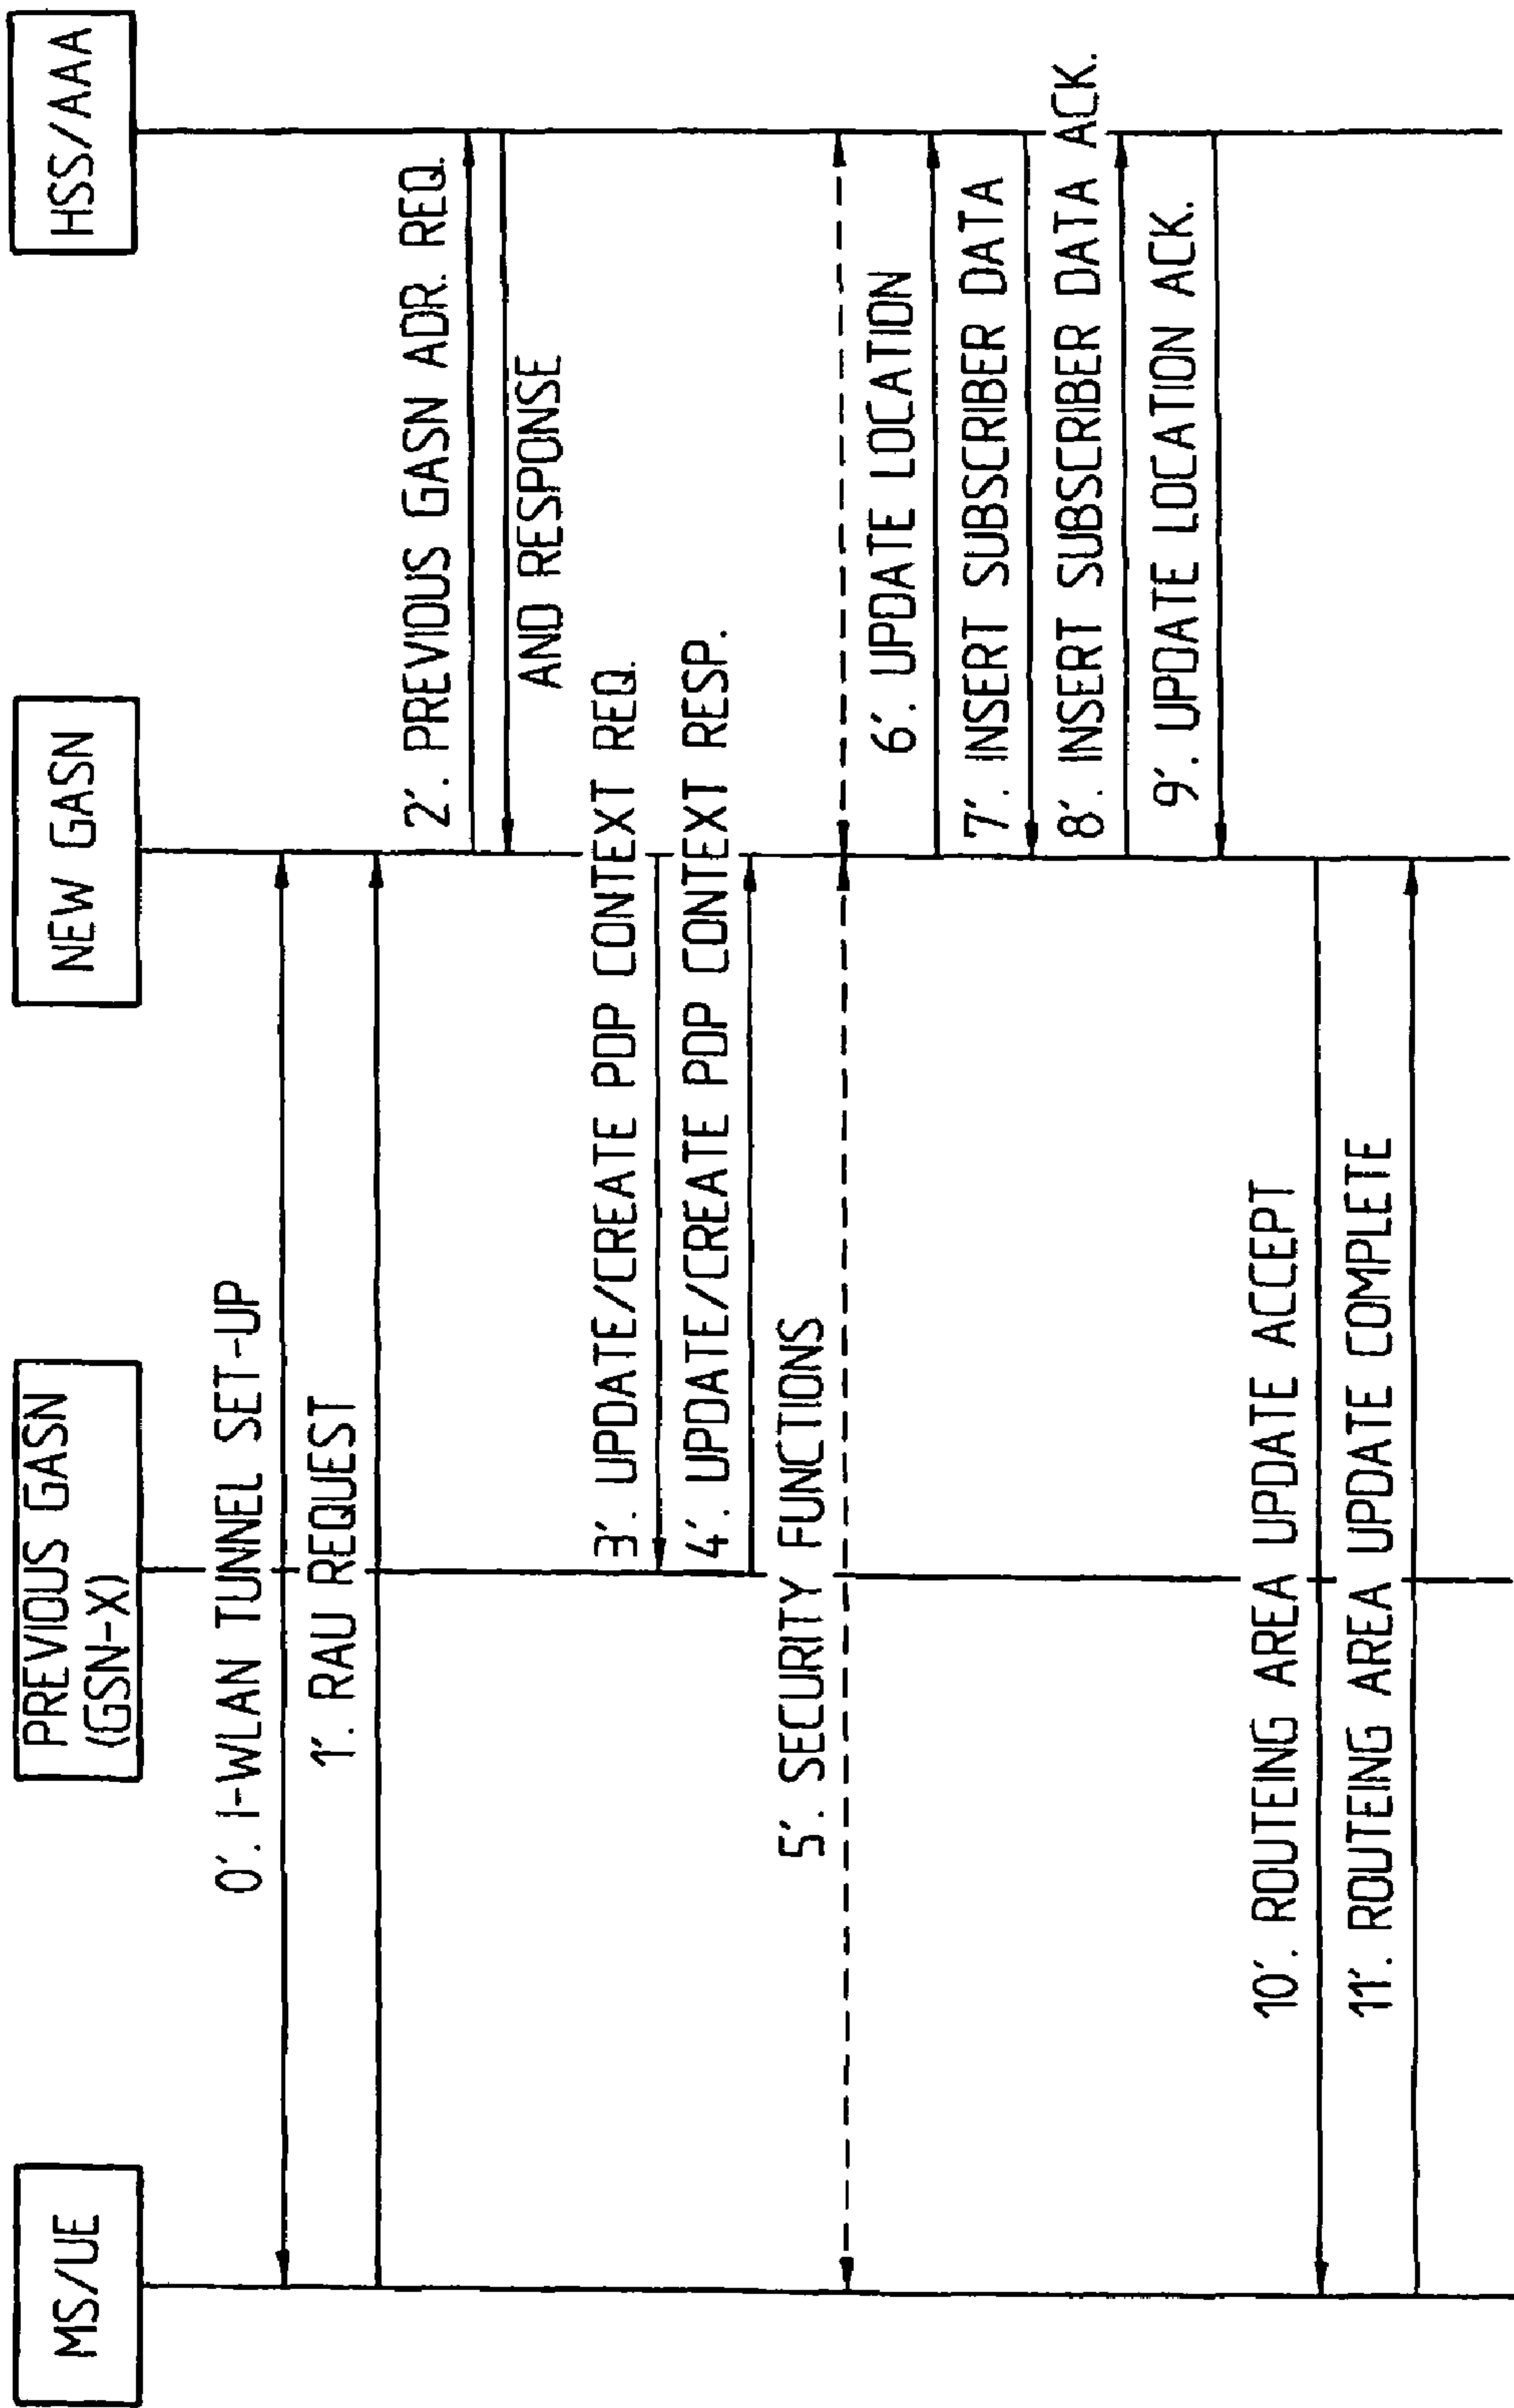 MS/UE
PREVIOUS GASN
(GSN-X)
NEW GASN
HSS/AAA
0'. I-WLAN TUNNEL SET-UP
1'. RAU REQUEST
2'. PREVIOUS GASN ADR. REQ.
AND RESPONSE
3'. UPDATE/CREATE PDP CONTEXT REQ.
4'. UPDATE/CREATE PDP CONTEXT RESP.
5'. SECURITY FUNCTIONS
6'. UPDATE LOCATION
7'. INSERT SUBSCRIBER DATA
8'. INSERT SUBSCRIBER DATA ACK.
9'. UPDATE LOCATION ACK.
10'. ROUTEING AREA UPDATE ACCEPT
11'. ROUTEING AREA UPDATE COMPLETE